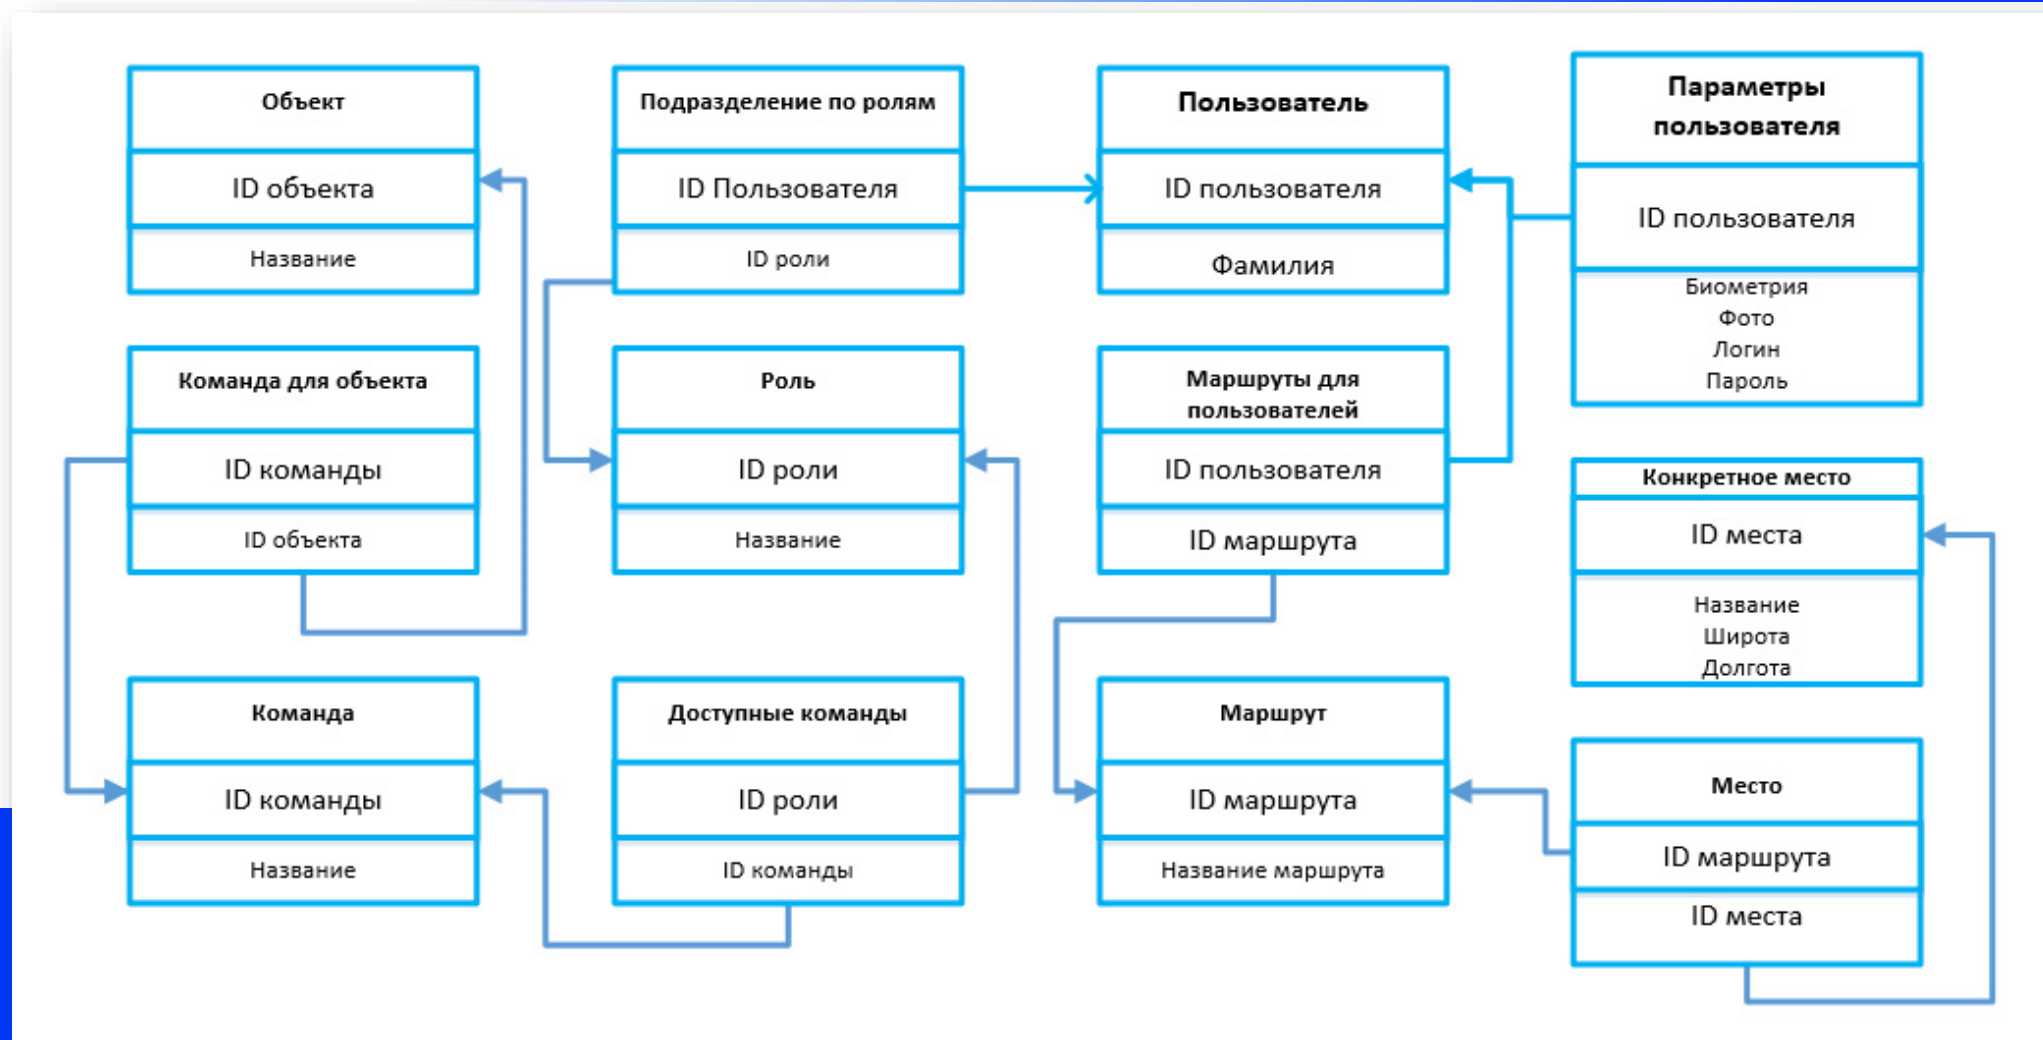 Объект
ID объекта
Название
Подразделение по ролям
ID Пользователя
ID роли
Пользователь
ID пользователя
Фамилия
Параметры
пользователя
ID пользователя
Биометрия
Фото
Логин
Пароль
Команда для объекта
ID команды
ID объекта
Роль
ID роли
Название
Маршруты для
пользователей
ID пользователя
ID маршрута
Конкретное место
ID места
Название
Широта
Долгота
Команда
ID команды
Название
Доступные команды
ID роли
ID команды
Маршрут
ID маршрута
Название маршрута
Место
ID маршрута
ID места